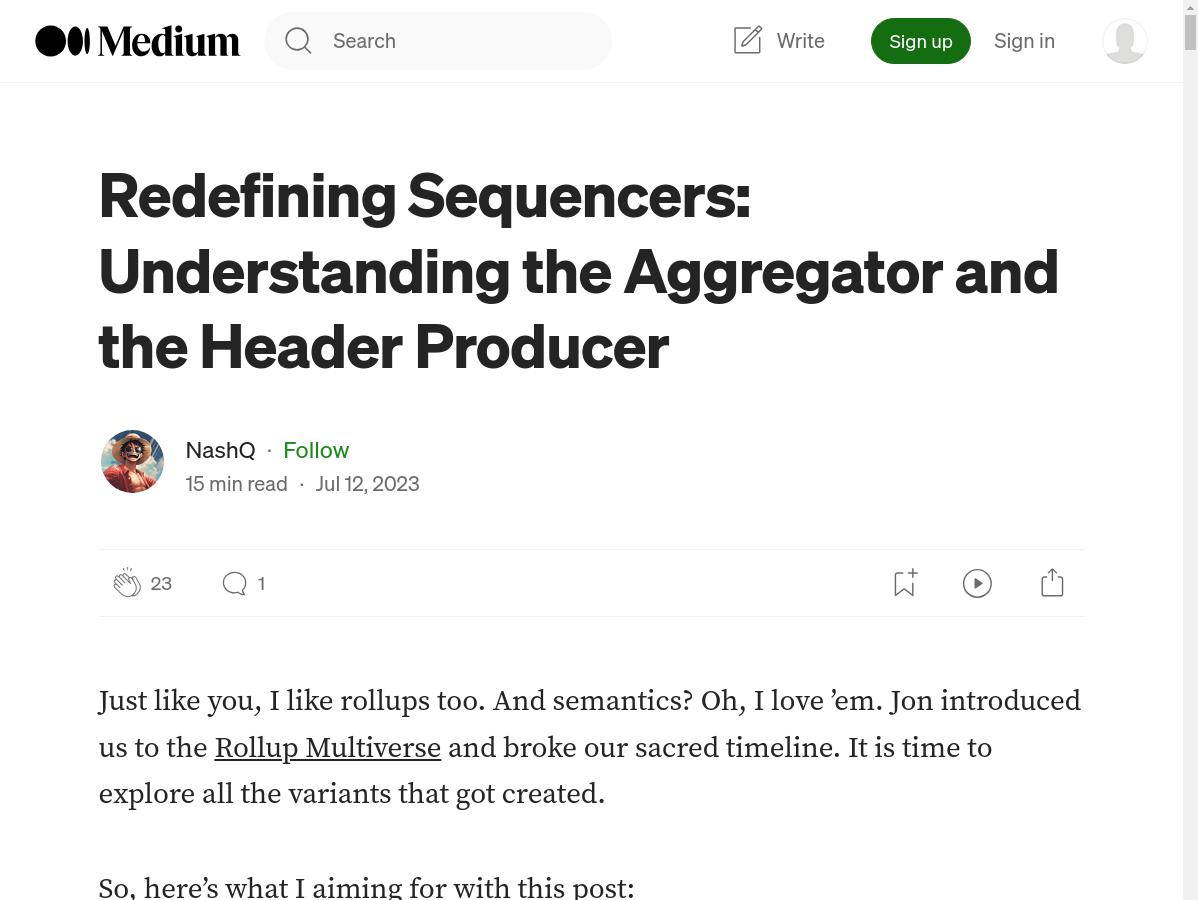 Medium
Search
Write
Sign up
Sign in
Redefining Sequencers:
Understanding the Aggregator and
the Header Producer
NashQ · Follow
15 min read · Jul 12, 2023
23
1
Just like you, I like rollups too. And semantics? Oh, I love ’em. Jon introduced
us to the Rollup Multiverse and broke our sacred timeline. It is time to
explore all the variants that got created.
So, here’s what I aiming for with this post: